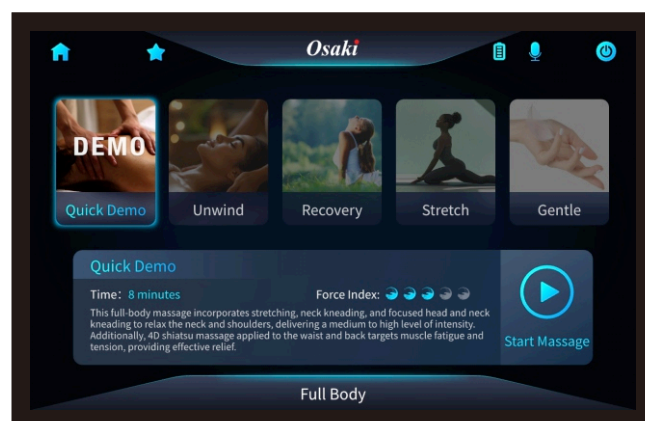 Osaki
DEMO
Quick Demo
Unwind
Recovery
Stretch
Gentle
Quick Demo
Time: 8 minutes
Force Index:
This full-body massage incorporates stretching, neck kneading, and focused head and neck
kneading to relax the neck and shoulders, delivering a medium to high level of intensity.
Additionally, 4D shiatsu massage applied to the waist and back targets muscle fatigue and
tension, providing effective relief.
Start Massage
Full Body